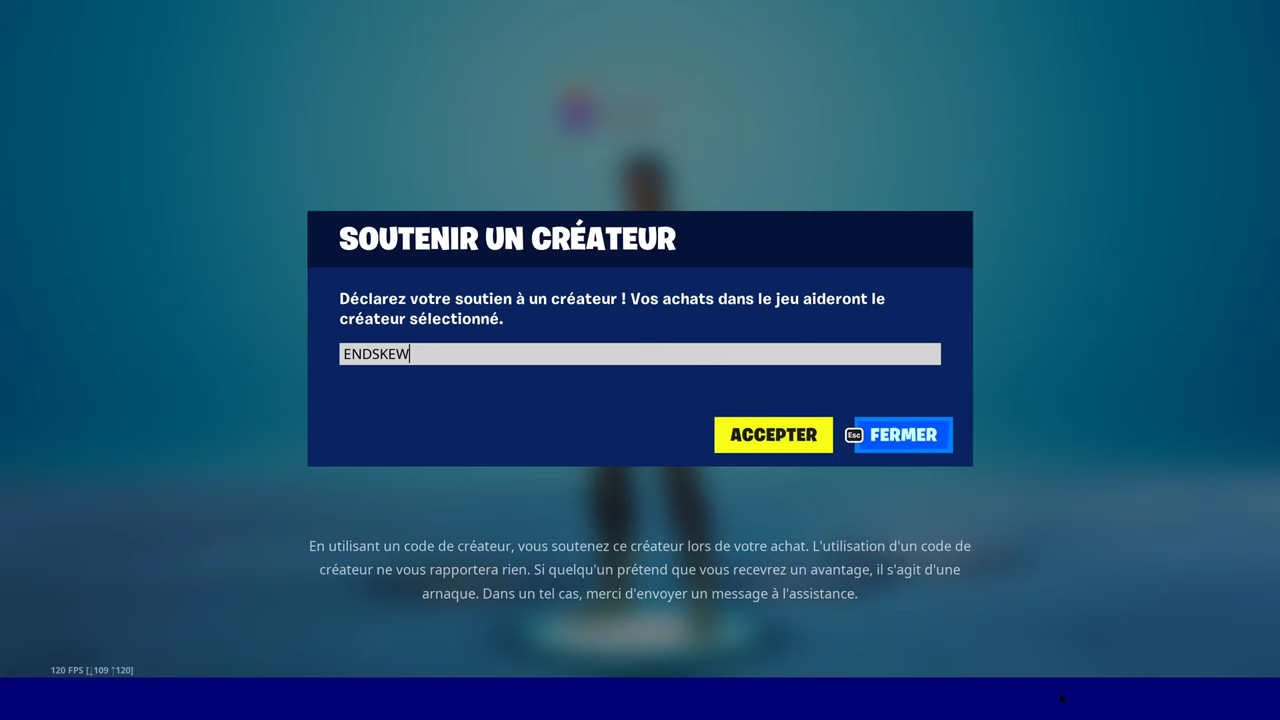 SOUTENIR UN CRÉATEUR
Déclarez votre soutien à un créateur ! Vos achats dans le jeu aideront le
créateur sélectionné.
ENDSKEW
ACCEPTER
Esc FERMER
En utilisant un code de créateur, vous soutenez ce créateur lors de votre achat. L'utilisation d'un code de
créateur ne vous rapportera rien. Si quelqu'un prétend que vous recevrez un avantage, il s'agit d'une
arnaque. Dans un tel cas, merci d'envoyer un message à l'assistance.
120 FPS [↓109 ↑120]